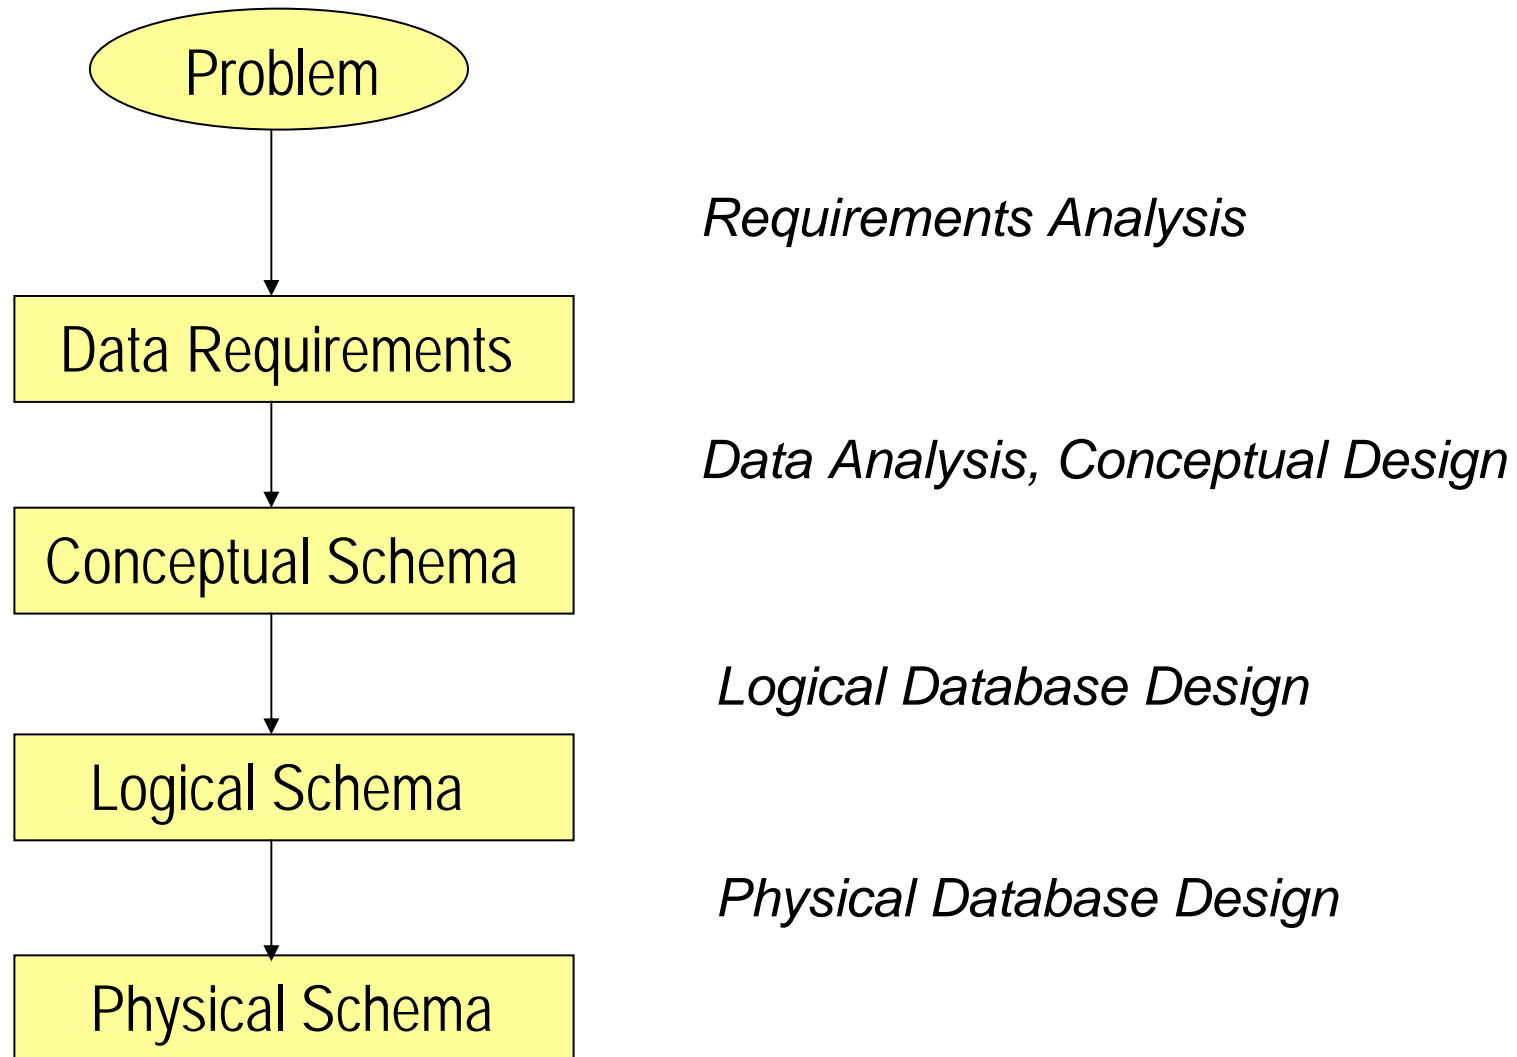 Problem
Requirements Analysis
Data Requirements
Data Analysis, Conceptual Design
Conceptual Schema
Logical Database Design
Logical Schema
Physical Database Design
Physical Schema